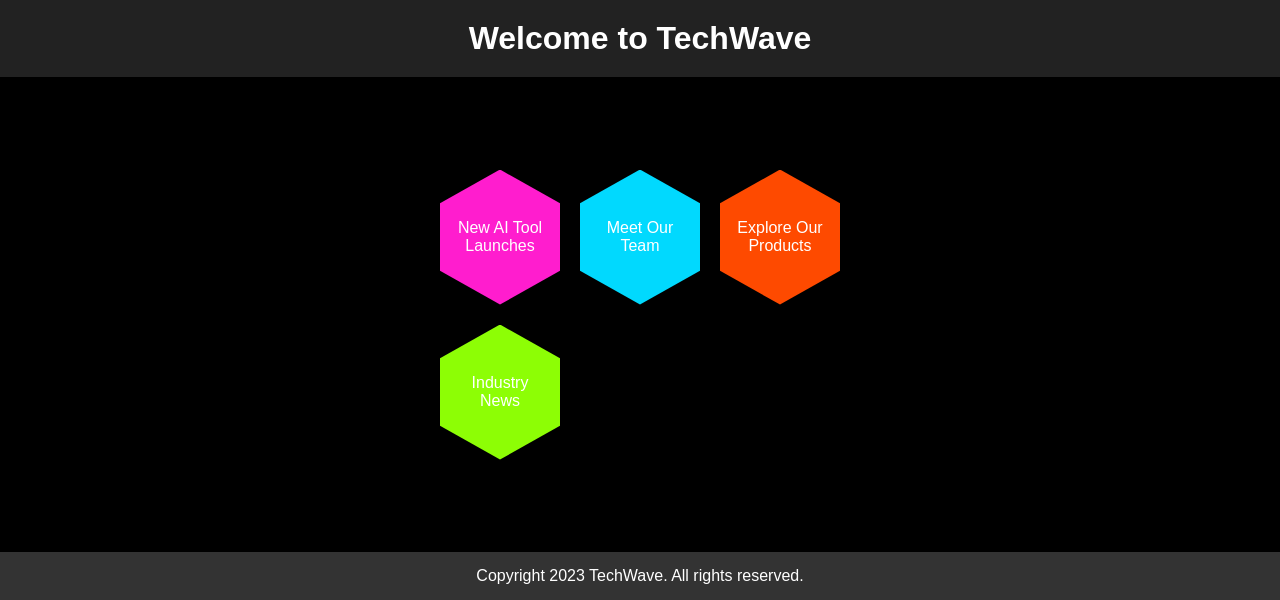 Welcome to TechWave
New AI Tool
Launches
Meet Our
Team
Explore Our
Products
Industry
News
Copyright 2023 TechWave. All rights reserved.